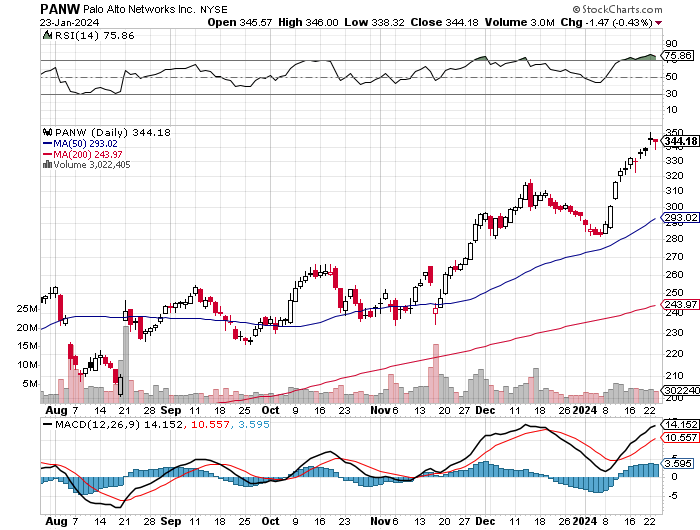 PANW Palo Alto Networks Inc. NYSE © StockCharts.com
23-Jan-2024 Open 345.57 High 346.00 Low 338.32 Close 344.18 Volume 3.0M Chg -1.47 (-0.43%)
RSI(14) 75.86
90
75.86
70
50
30
10
PANW (Daily) 344.18
MA(50) 293.02
MA(200) 243.97
Volume 3,022,405
350
344.18
340
330
320
310
300
293.02
290
280
270
260
250
243.97
240
230
220
210
200
25M
20M
15M
10M
5M
3022405
Aug 7 14 21 28 Sep 11 18 25 Oct 9 16 23 Nov 6 13 20 27 Dec 11 18 26 2024 8 16 22
MACD(12,26,9) 14.152, 10.557, 3.595
14.152
10.557
5
3.595
0
-5
Aug 7 14 21 28 Sep 11 18 25 Oct 9 16 23 Nov 6 13 20 27 Dec 11 18 26 2024 8 16 22